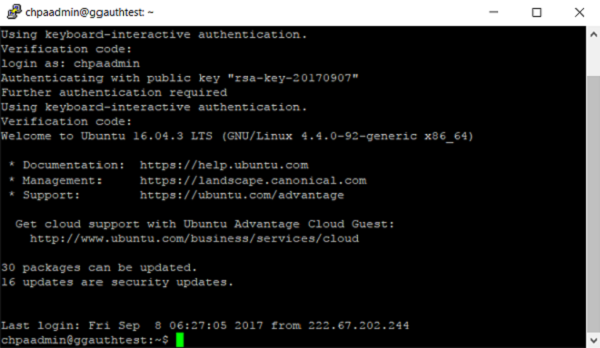 chpaadmin@ggauthtest: ~
Using keyboard-interactive authentication.
Verification code:
login as: chpaadmin
Authenticating with public key "rsa-key-20170907"
Further authentication required
Using keyboard-interactive authentication.
Verification code:
Welcome to Ubuntu 16.04.3 LTS (GNU/Linux 4.4.0-92-generic x86_64)
* Documentation:  https://help.ubuntu.com
* Management:     https://landscape.canonical.com
* Support:        https://ubuntu.com/advantage
Get cloud support with Ubuntu Advantage Cloud Guest:
http://www.ubuntu.com/business/services/cloud
30 packages can be updated.
16 updates are security updates.
Last login: Fri Sep  8 06:27:05 2017 from 222.67.202.244
chpaadmin@ggauthtest:~$